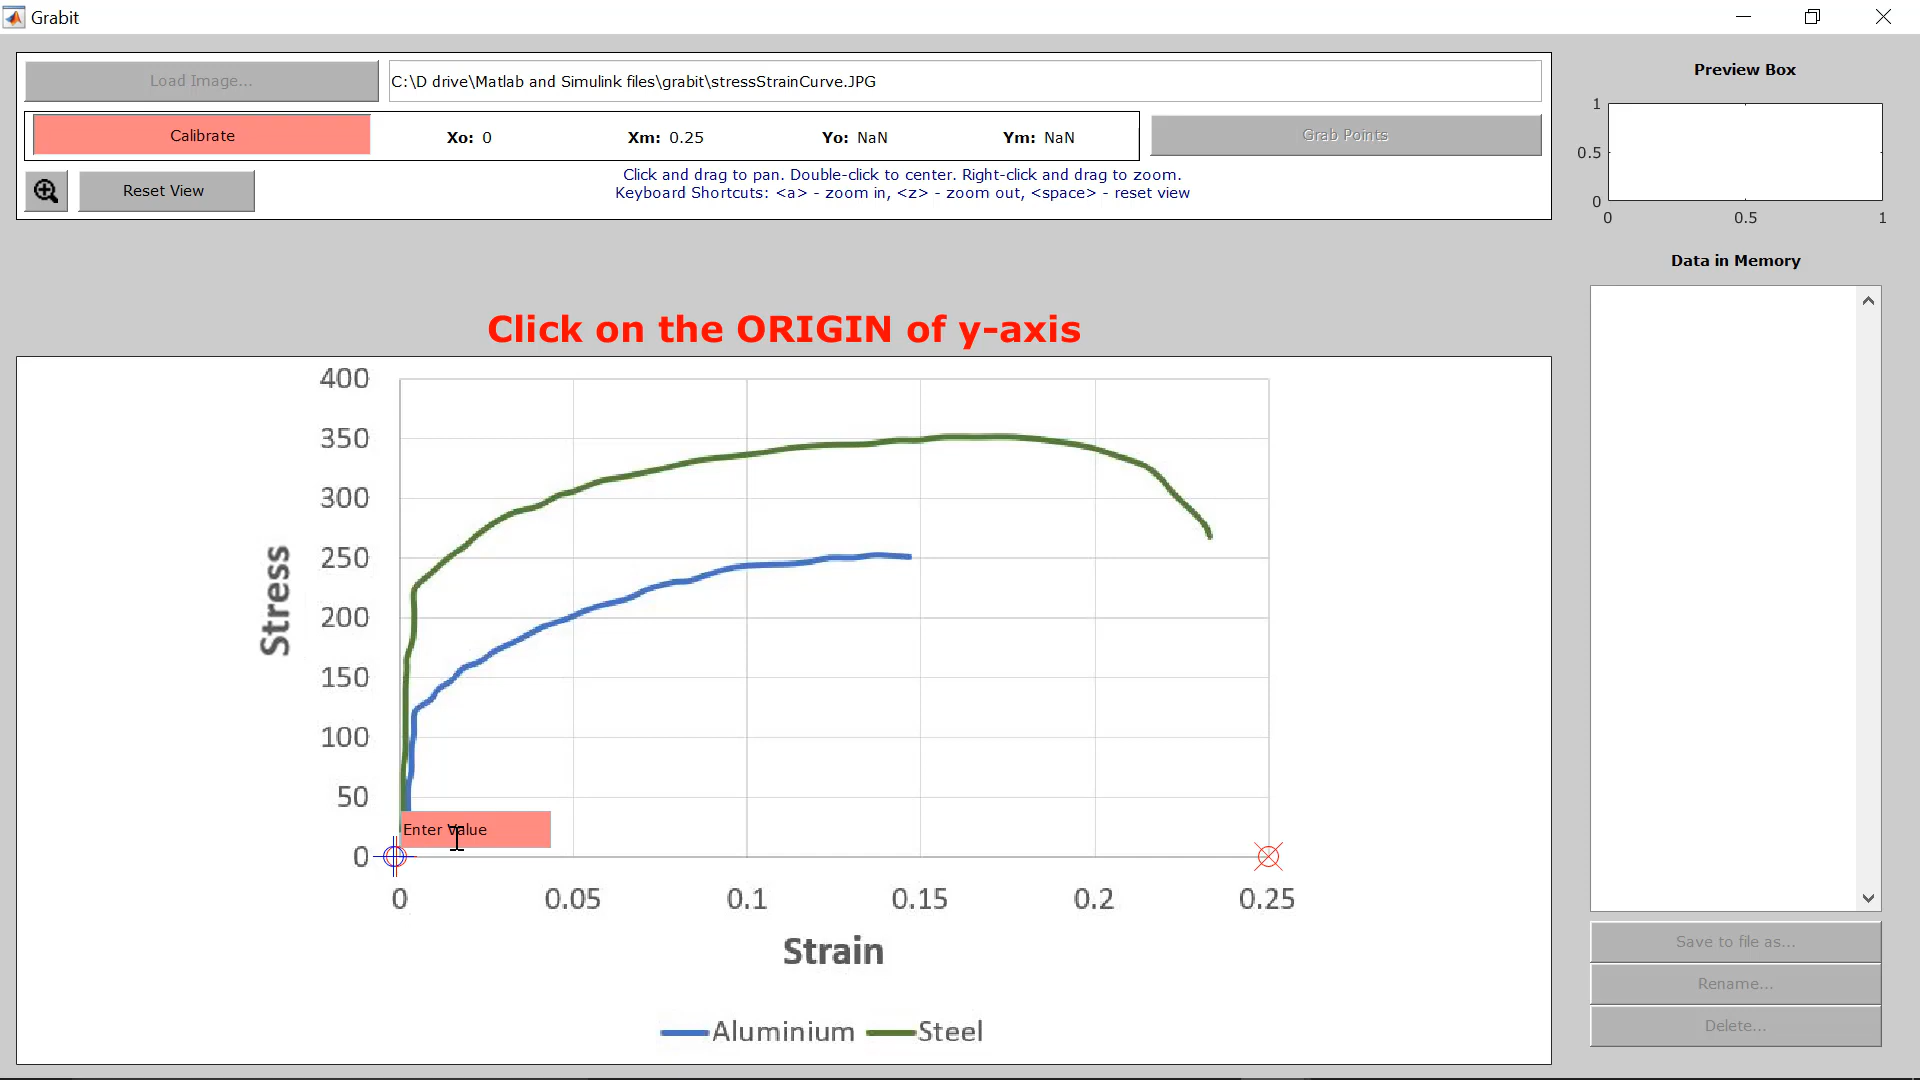 Grabit
Load Image...
C:\D drive\Matlab and Simulink files\grabit\stressStrainCurve.JPG
Calibrate
Xo: 0
Xm: 0.25
Yo: NaN
Ym: NaN
Grab Points
Reset View
Click and drag to pan. Double-click to center. Right-click and drag to zoom.
Keyboard Shortcuts: <a> - zoom in, <z> - zoom out, <space> - reset view
Preview Box
1
0.5
0
0
0.5
1
Data in Memory
Click on the ORIGIN of y-axis
400
350
300
250
200
150
100
50
0
Stress
Enter Value
0
0.05
0.1
0.15
0.2
0.25
Strain
Aluminium
Steel
Save to file as...
Rename...
Delete...